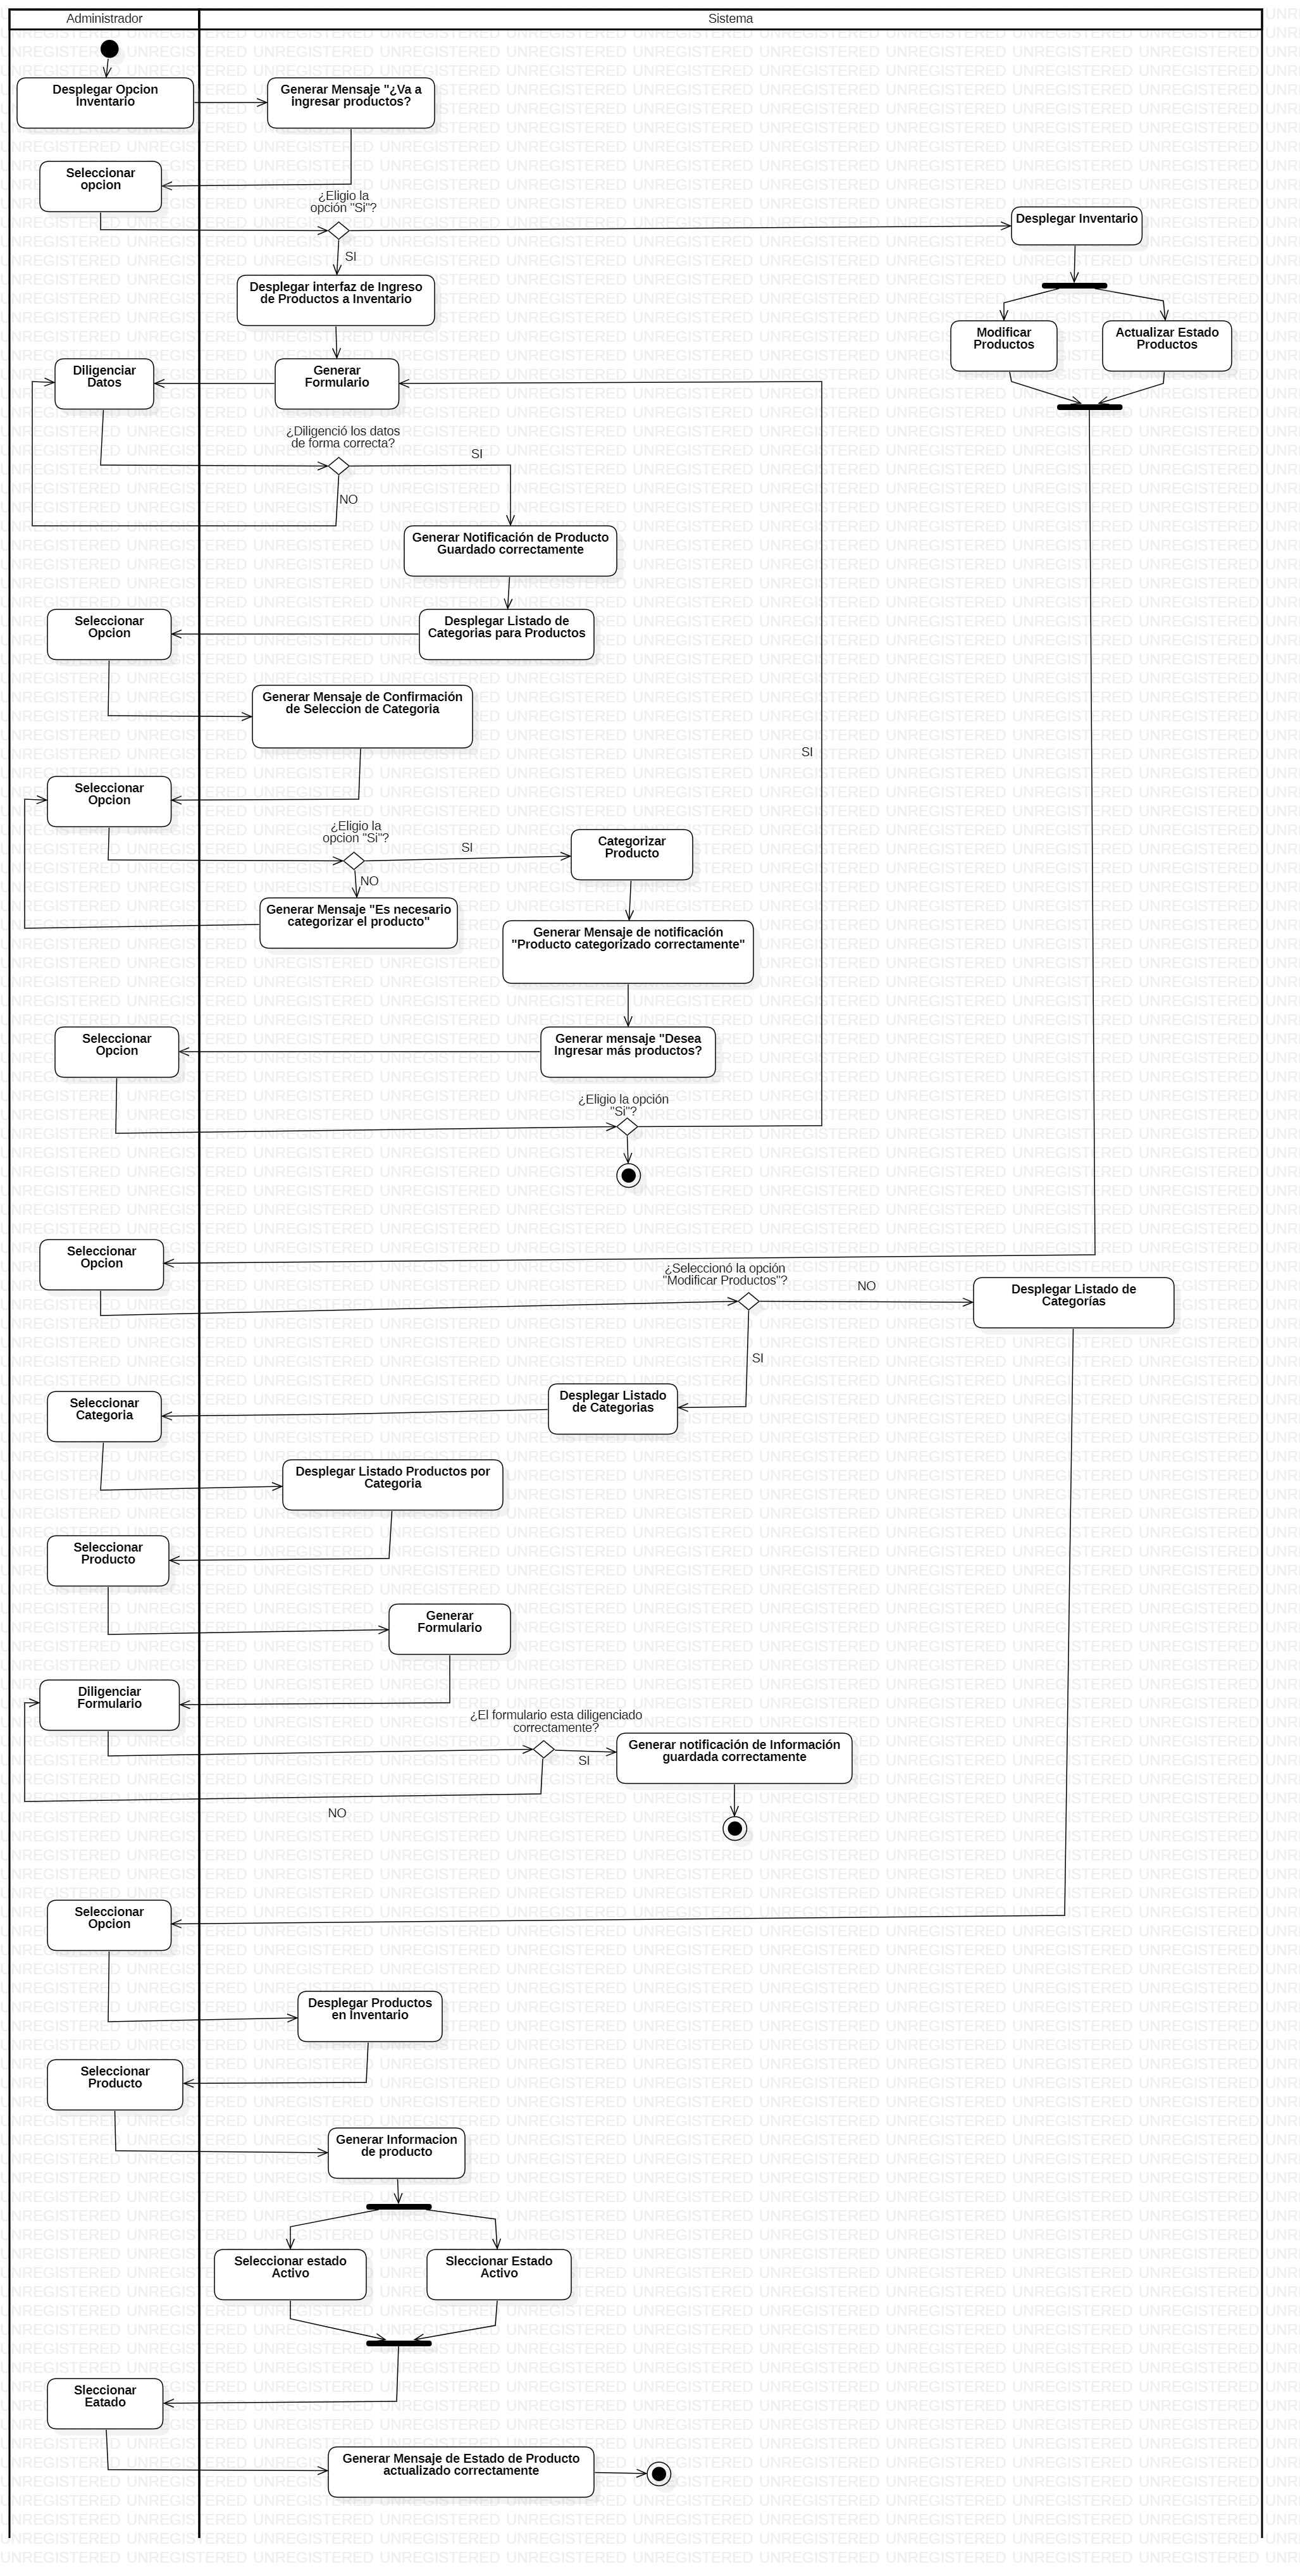 Administrador
Sistema
Desplegar Opcion
Inventario
Generar Mensaje "¿Va a
ingresar productos?
Seleccionar
opcion
¿Eligio la
opción "Si"?
Desplegar Inventario
SI
Desplegar interfaz de Ingreso
de Productos a Inventario
Modificar
Productos
Actualizar Estado
Productos
Diligenciar
Datos
Generar
Formulario
¿Diligenció los datos
de forma correcta?
SI
NO
Generar Notificación de Producto
Guardado correctamente
Seleccionar
Opcion
Desplegar Listado de
Categorias para Productos
Generar Mensaje de Confirmación
de Seleccion de Categoria
SI
Seleccionar
Opcion
¿Eligio la
opcion "Si"?
SI
Categorizar
Producto
NO
Generar Mensaje "Es necesario
categorizar el producto"
Generar Mensaje de notificación
"Producto categorizado correctamente"
Seleccionar
Opcion
Generar mensaje "Desea
Ingresar más productos?
¿Eligio la opción
"Si"?
Seleccionar
Opcion
¿Seleccionó la opción
"Modificar Productos"?
NO
Desplegar Listado de
Categorías
SI
Desplegar Listado
de Categorias
Seleccionar
Categoria
Desplegar Listado Productos por
Categoria
Seleccionar
Producto
Generar
Formulario
Diligenciar
Formulario
¿El formulario esta diligenciado
correctamente?
SI
Generar notificación de Información
guardada correctamente
NO
Seleccionar
Opcion
Desplegar Productos
en Inventario
Seleccionar
Producto
Generar Informacion
de producto
Seleccionar estado
Activo
Sleccionar Estado
Activo
Sleccionar
Eatado
Generar Mensaje de Estado de Producto
actualizado correctamente